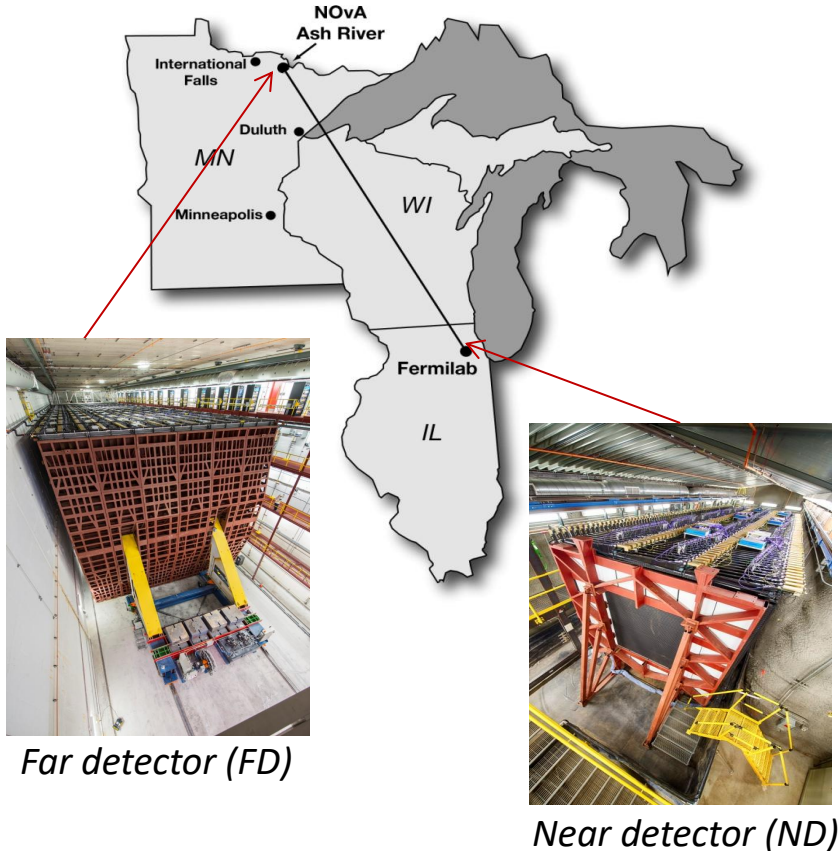 NOvA
Ash River
International
Falls
Duluth
MN
WI
Minneapolis
Fermilab
IL
Far detector (FD)
Near detector (ND)